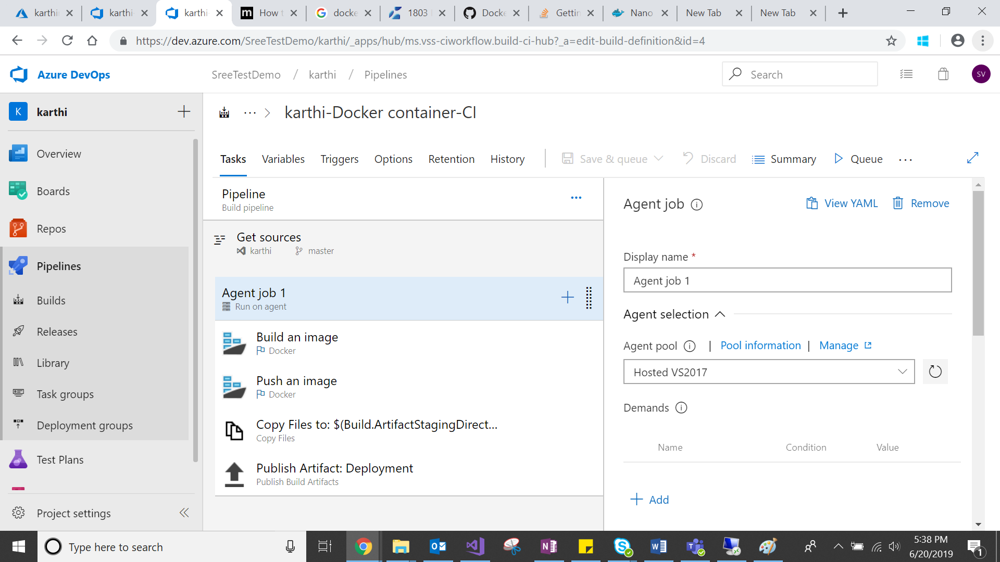 karthi
karthi-
karthi-
m How t
docke
1803
Docke
Gettin
Nano
New Tab
New Tab
https://dev.azure.com/SreeTestDemo/karthi/_apps/hub/ms.vss-ciworkflow.build-ci-hub?_a=edit-build-definition&id=4
Azure DevOps
SreeTestDemo / karthi / Pipelines
Search
SV
K karthi
Overview
Boards
Repos
Pipelines
Builds
Releases
Library
Task groups
Deployment groups
Test Plans
Project settings
... > karthi-Docker container-CI
Tasks Variables Triggers Options Retention History Save & queue Discard Summary Queue ...
Pipeline
Build pipeline
Get sources
karthi master
Agent job 1
Run on agent
Build an image
Docker
Push an image
Docker
Copy Files to: $(Build.ArtifactStagingDirect...
Copy Files
Publish Artifact: Deployment
Publish Build Artifacts
Agent job View YAML Remove
Display name *
Agent job 1
Agent selection
Agent pool | Pool information | Manage
Hosted VS2017
Demands
Name Condition Value
Add
Type here to search
5:38 PM
6/20/2019
1